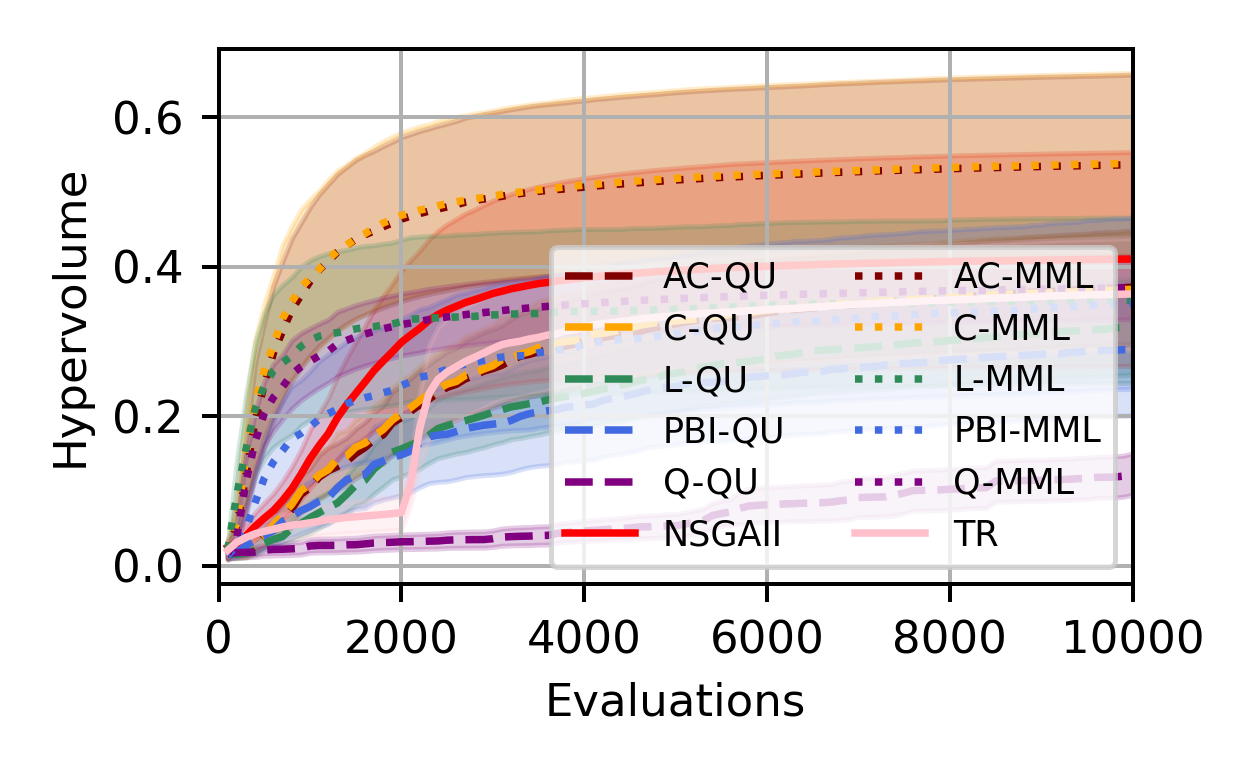 Hypervolume
0.6
0.4
0.2
0.0
AC-QU AC-MML
C-QU C-MML
L-QU L-MML
PBI-QU PBI-MML
Q-QU Q-MML
NSGAII TR
0 2000 4000 6000 8000 10000
Evaluations